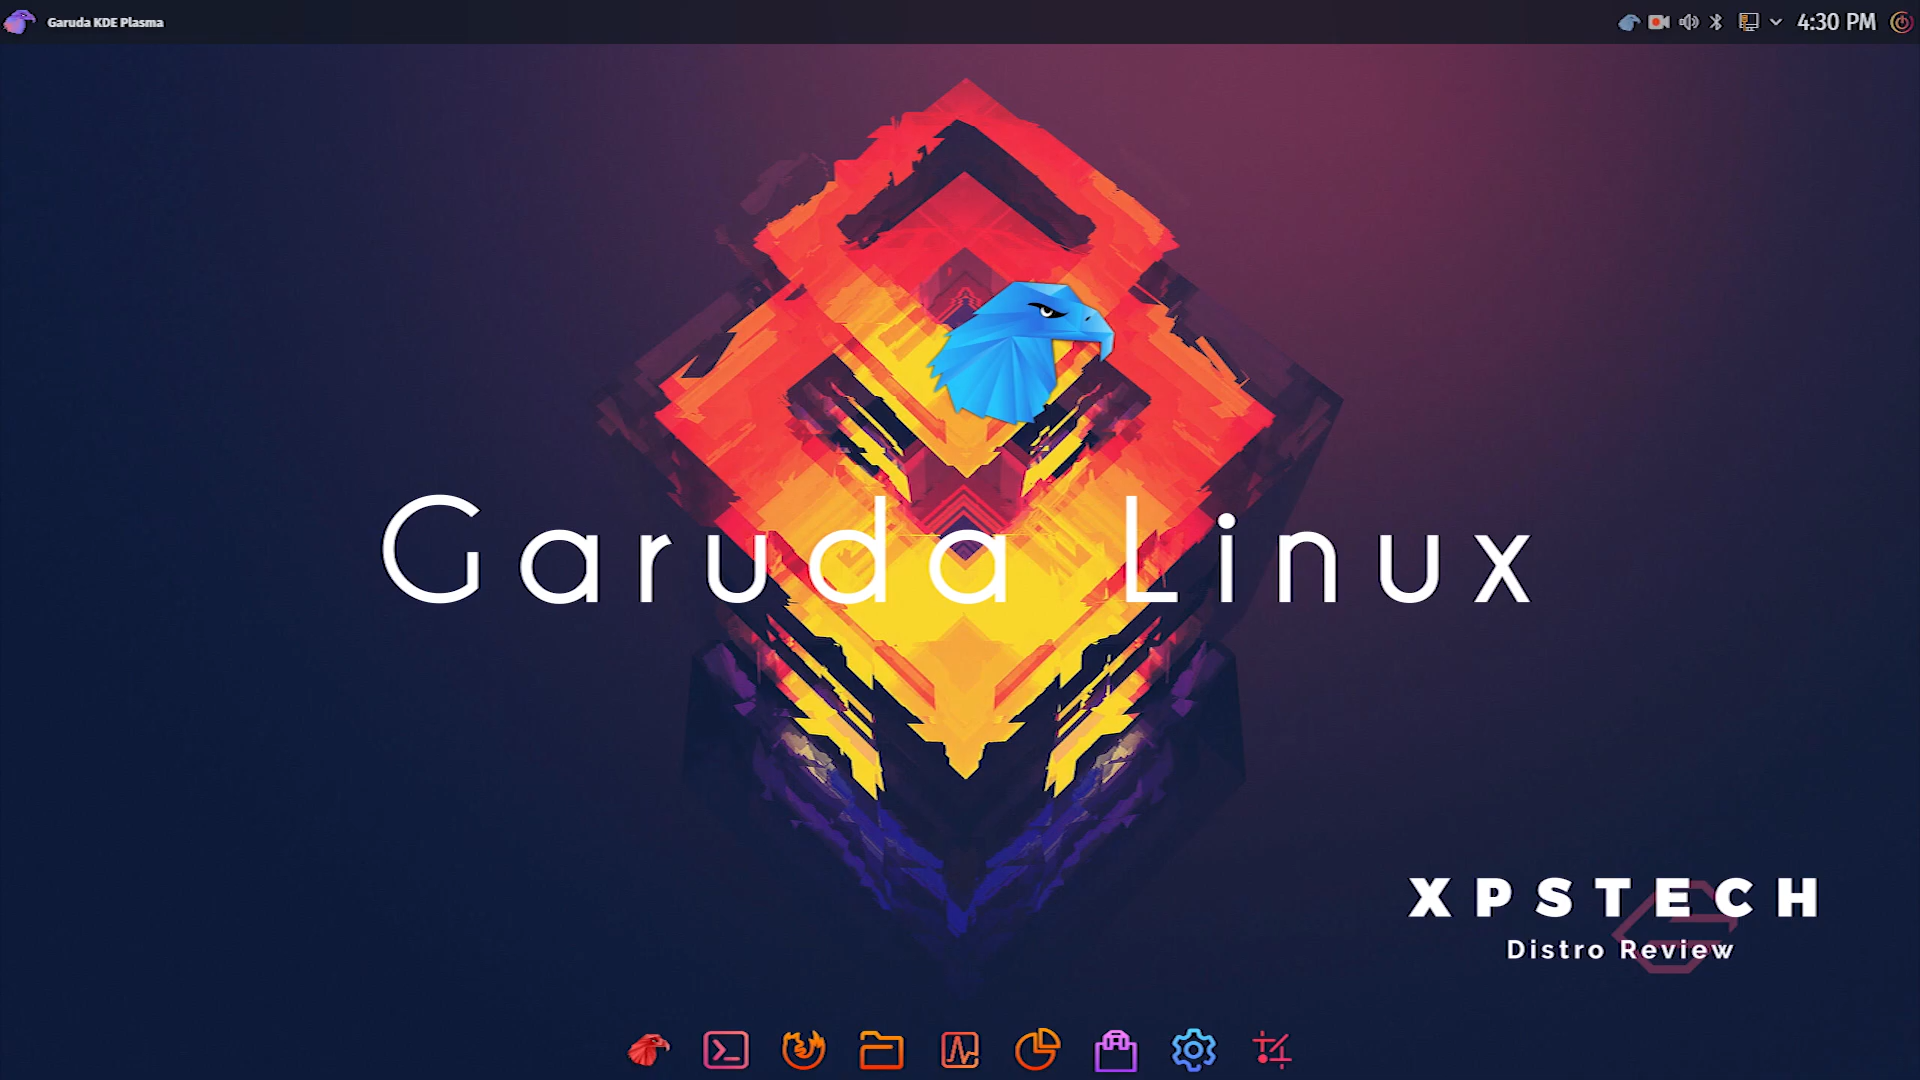 Garuda KDE Plasma
4:30 PM
Garuda Linux
XPSTECH
Distro Review